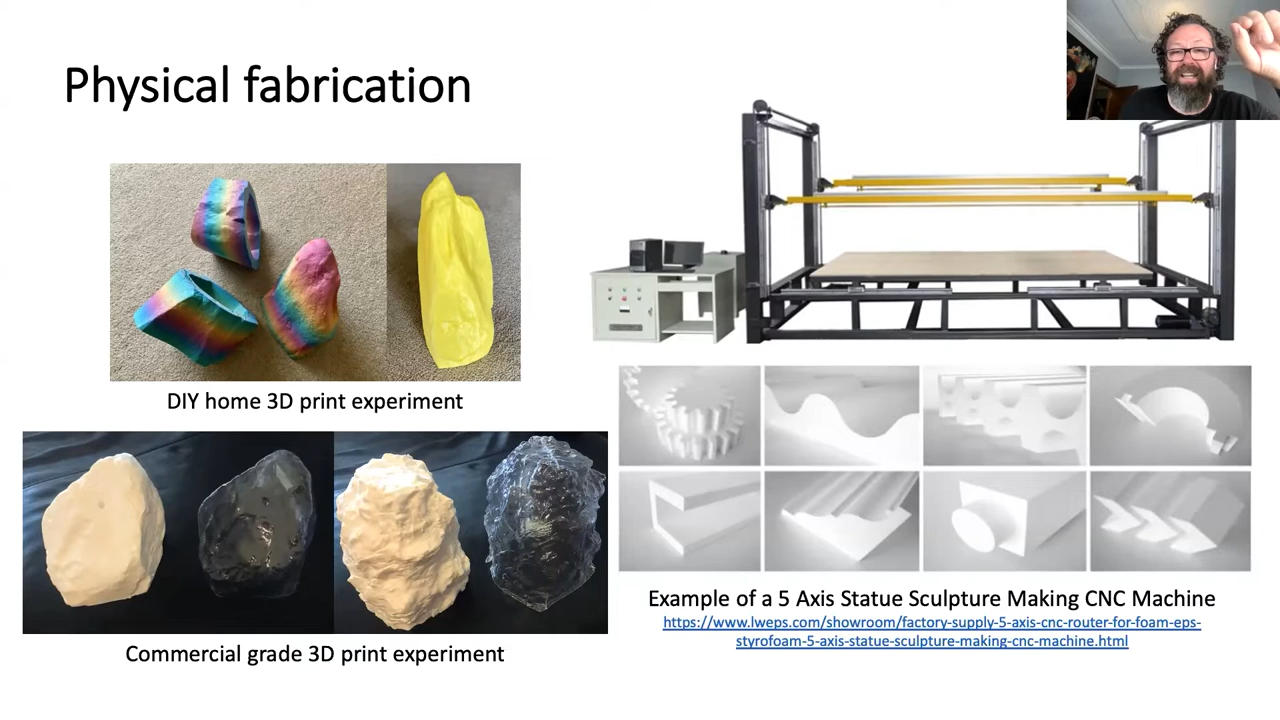 Physical fabrication
DIY home 3D print experiment
Commercial grade 3D print experiment
Example of a 5 Axis Statue Sculpture Making CNC Machine
https://www.lweps.com/showroom/factory-supply-5-axis-cnc-router-for-foam-eps-
styrofoam-5-axis-statue-sculpture-making-cnc-machine.html